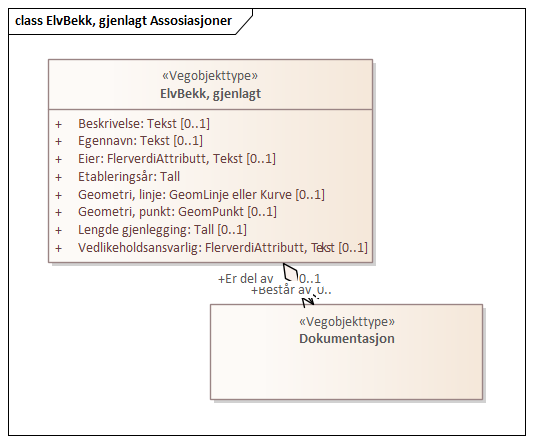 class ElvBekk, gjenlagt Assosiasjoner
«Vegobjekttype»
ElvBekk, gjenlagt
+ Beskrivelse: Tekst [0..1]
+ Egennavn: Tekst [0..1]
+ Eier: FlerverdiAttributt, Tekst [0..1]
+ Etableringsår: Tall
+ Geometri, linje: GeomLinje eller Kurve [0..1]
+ Geometri, punkt: GeomPunkt [0..1]
+ Lengde gjenlegging: Tall [0..1]
+ Vedlikeholdsansvarlig: FlerverdiAttributt, Tekst [0..1]
+Er del av 0..1
+Består av 0..
«Vegobjekttype»
Dokumentasjon